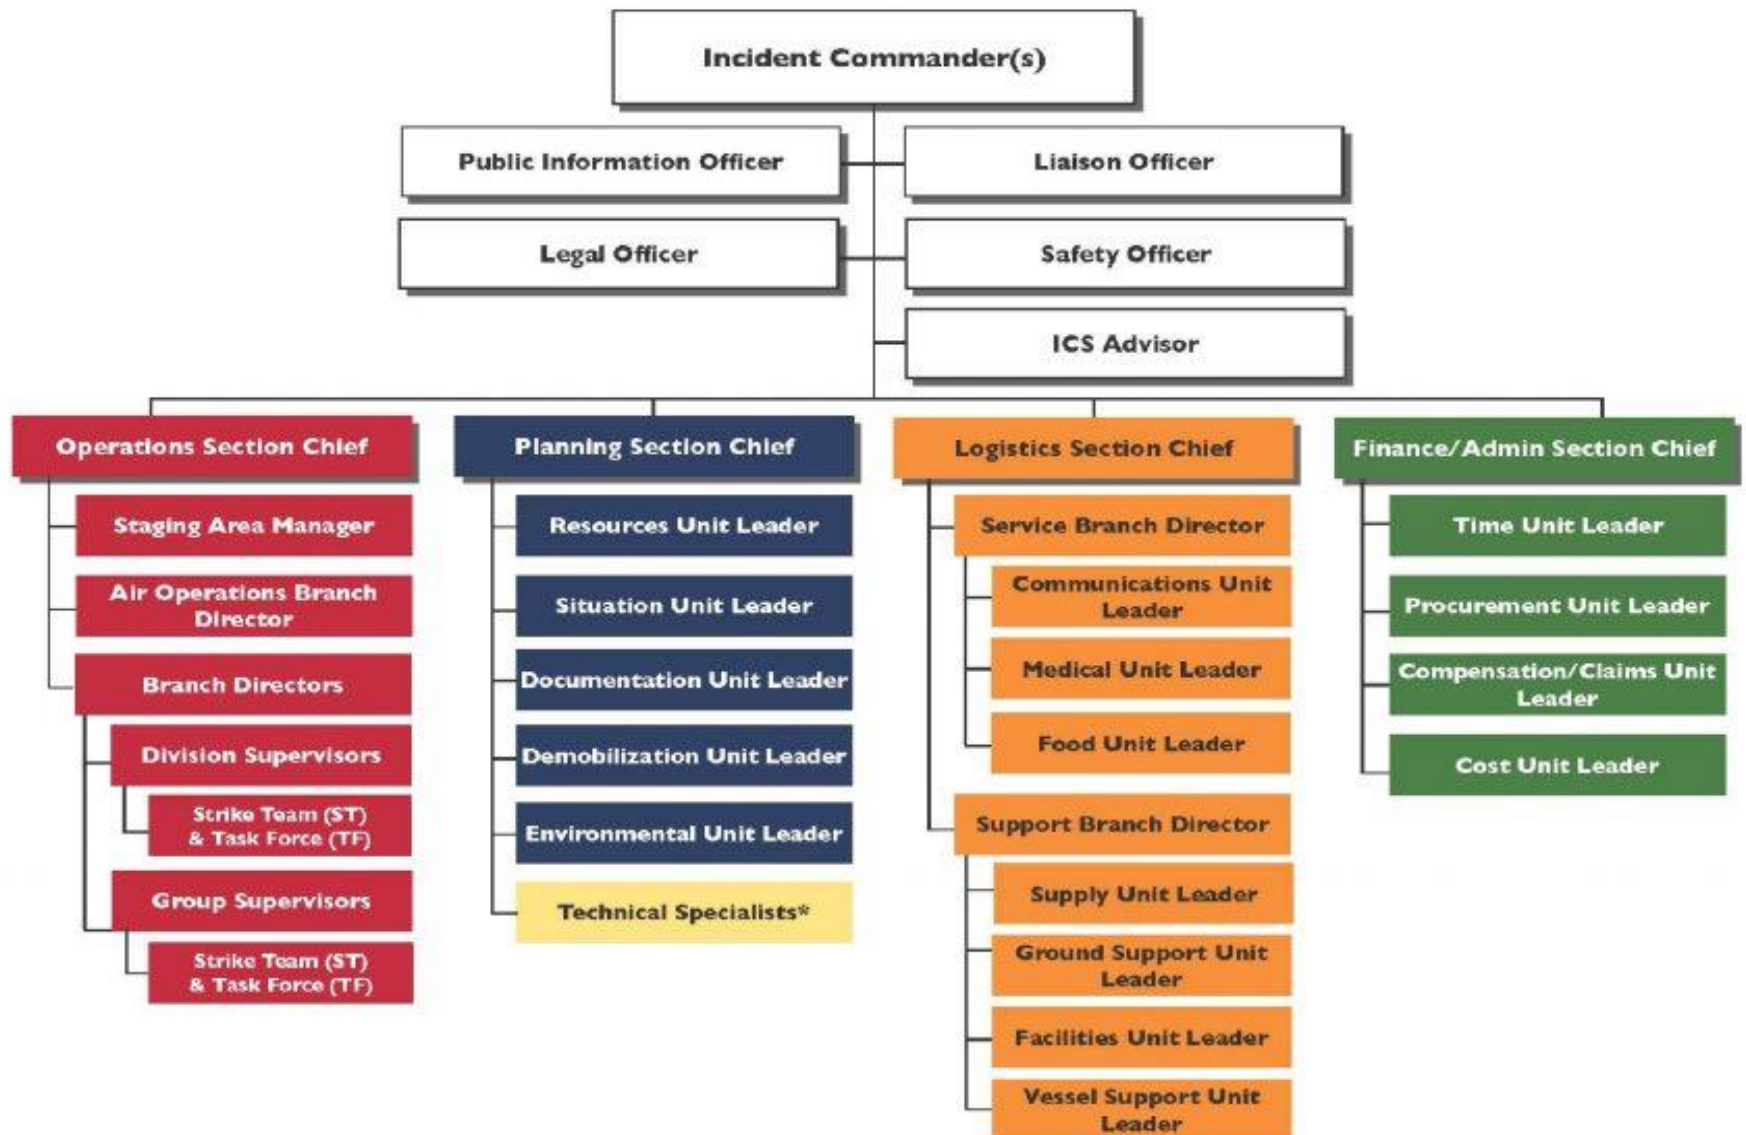 Incident Commander(s)
Public Information Officer
Liaison Officer
Legal Officer
Safety Officer
ICS Advisor
Operations Section Chief
Staging Area Manager
Air Operations Branch
Director
Branch Directors
Division Supervisors
Strike Team (ST)
& Task Force (TF)
Group Supervisors
Strike Team (ST)
& Task Force (TF)
Planning Section Chief
Resources Unit Leader
Situation Unit Leader
Documentation Unit Leader
Demobilization Unit Leader
Environmental Unit Leader
Technical Specialists*
Logistics Section Chief
Service Branch Director
Communications Unit
Leader
Medical Unit Leader
Food Unit Leader
Support Branch Director
Supply Unit Leader
Ground Support Unit
Leader
Facilities Unit Leader
Vessel Support Unit
Leader
Finance/Admin Section Chief
Time Unit Leader
Procurement Unit Leader
Compensation/Claims Unit
Leader
Cost Unit Leader